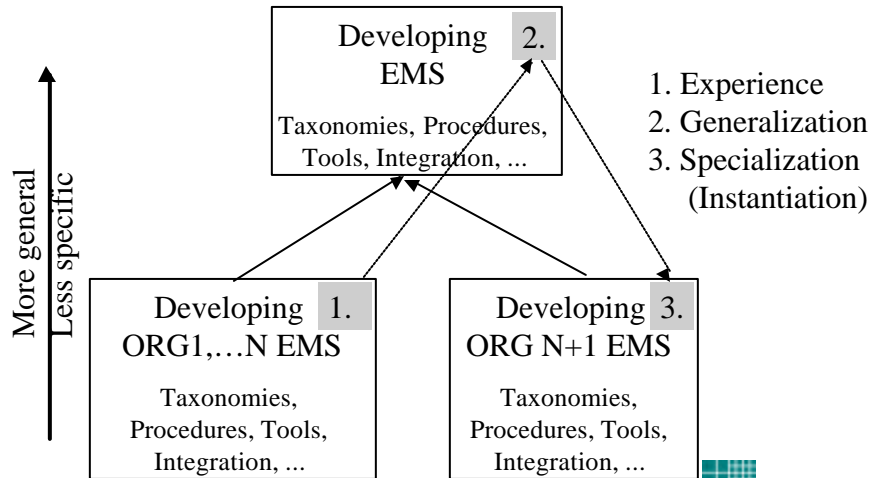 Developing 2.
EMS
Taxonomies, Procedures,
Tools, Integration, ...
1. Experience
2. Generalization
3. Specialization
(Instantiation)
More general
Less specific
Developing 1.
ORG1,…N EMS
Taxonomies,
Procedures, Tools,
Integration, ...
Developing 3.
ORG N+1 EMS
Taxonomies,
Procedures, Tools,
Integration, ...